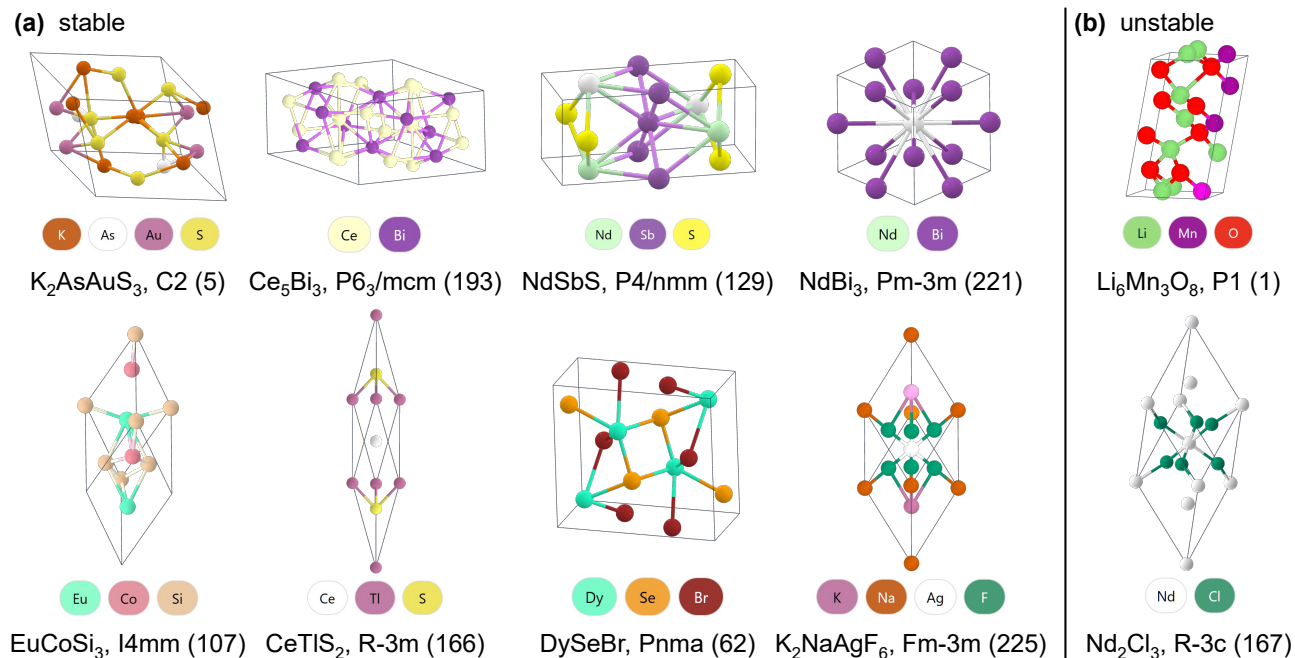 (a) stable
(b) unstable
K As Au S
Ce Bi
Nd Sb S
Nd Bi
Li Mn O
K₂AsAuS₃, C2 (5)
Ce₅Bi₃, P6₃/mcm (193)
NdSbS, P4/nmm (129)
NdBi₃, Pm-3m (221)
Li₆Mn₃O₈, P1 (1)
Eu Co Si
Ce Tl S
Dy Se Br
K Na Ag F
Nd Cl
EuCoSi₃, I4mm (107)
CeTlS₂, R-3m (166)
DySeBr, Pnma (62)
K₂NaAgF₆, Fm-3m (225)
Nd₂Cl₃, R-3c (167)